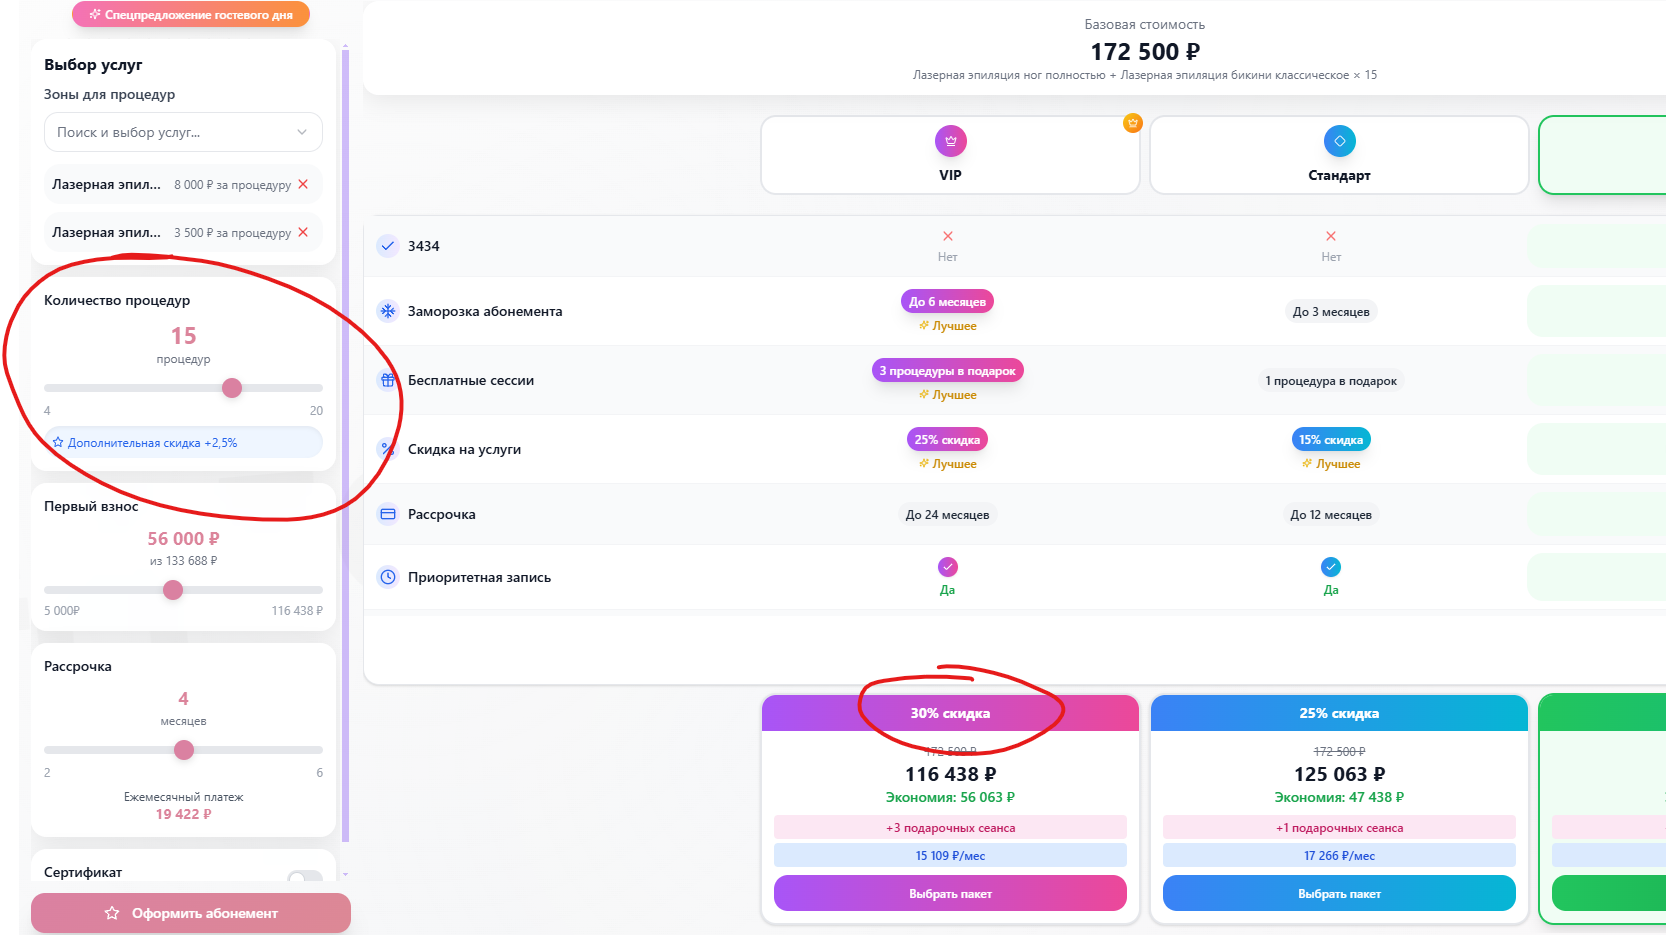 Спецпредложение гостевого дня
Выбор услуг
Зоны для процедур
Поиск и выбор услуг...
Лазерная эпил... 8 000 ₽ за процедуру
Лазерная эпил... 3 500 ₽ за процедуру
Количество процедур
15
процедур
4 20
Дополнительная скидка +2,5%
Первый взнос
56 000 ₽
из 133 688 ₽
5 000₽ 116 438 ₽
Рассрочка
4
месяцев
2 6
Ежемесячный платеж
19 422 ₽
Сертификат
Оформить абонемент
Базовая стоимость
172 500 ₽
Лазерная эпиляция ног полностью + Лазерная эпиляция бикини классическое × 15
VIP Стандарт
3434 Нет Нет
Заморозка абонемента До 6 месяцев До 3 месяцев
Лучшее
Бесплатные сессии 3 процедуры в подарок 1 процедура в подарок
Лучшее
Скидка на услуги 25% скидка 15% скидка
Лучшее Лучшее
Рассрочка До 24 месяцев До 12 месяцев
Приоритетная запись Да Да
30% скидка 25% скидка
172 500 ₽ 172 500 ₽
116 438 ₽ 125 063 ₽
Экономия: 56 063 ₽ Экономия: 47 438 ₽
+3 подарочных сеанса +1 подарочных сеанса
15 109 ₽/мес 17 266 ₽/мес
Выбрать пакет Выбрать пакет